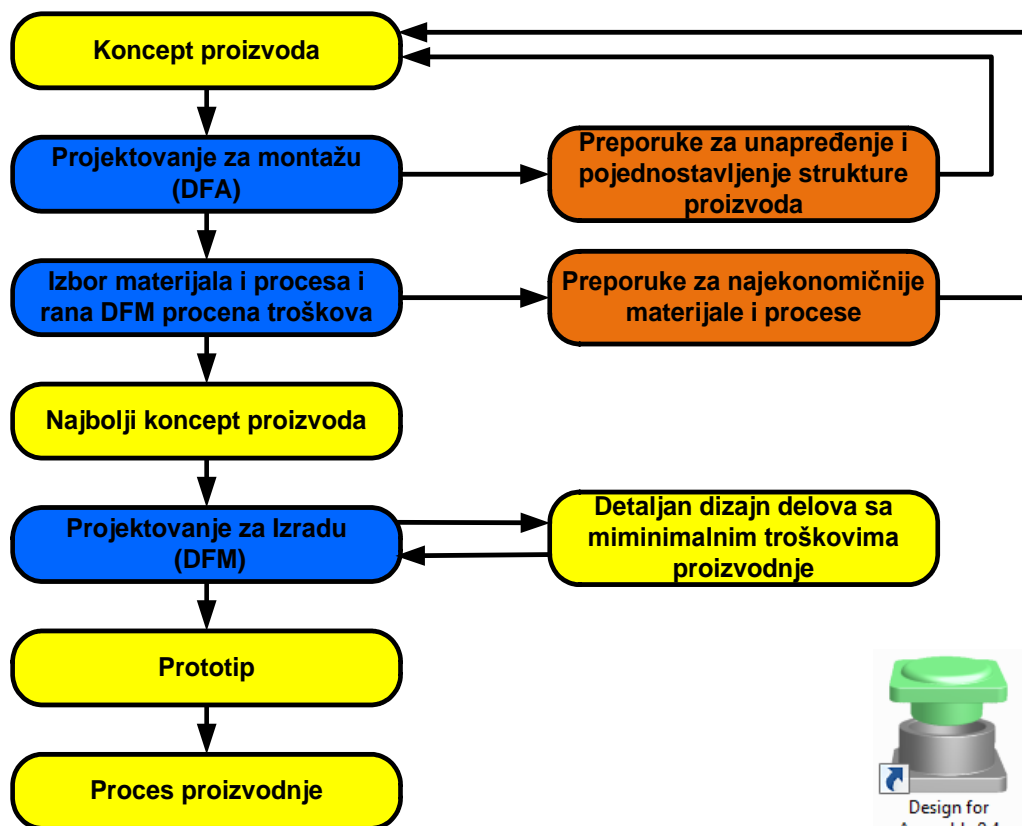 Koncept proizvoda
Projektovanje za montažu
(DFA)
Preporuke za unapređenje i
pojednostavljenje strukture
proizvoda
Izbor materijala i procesa i
rana DFM procena troškova
Preporuke za najekonomičnije
materijale i procese
Najbolji koncept proizvoda
Projektovanje za Izradu
(DFM)
Detaljan dizajn delova sa
miminimalnim troškovima
proizvodnje
Prototip
Proces proizvodnje
Design for